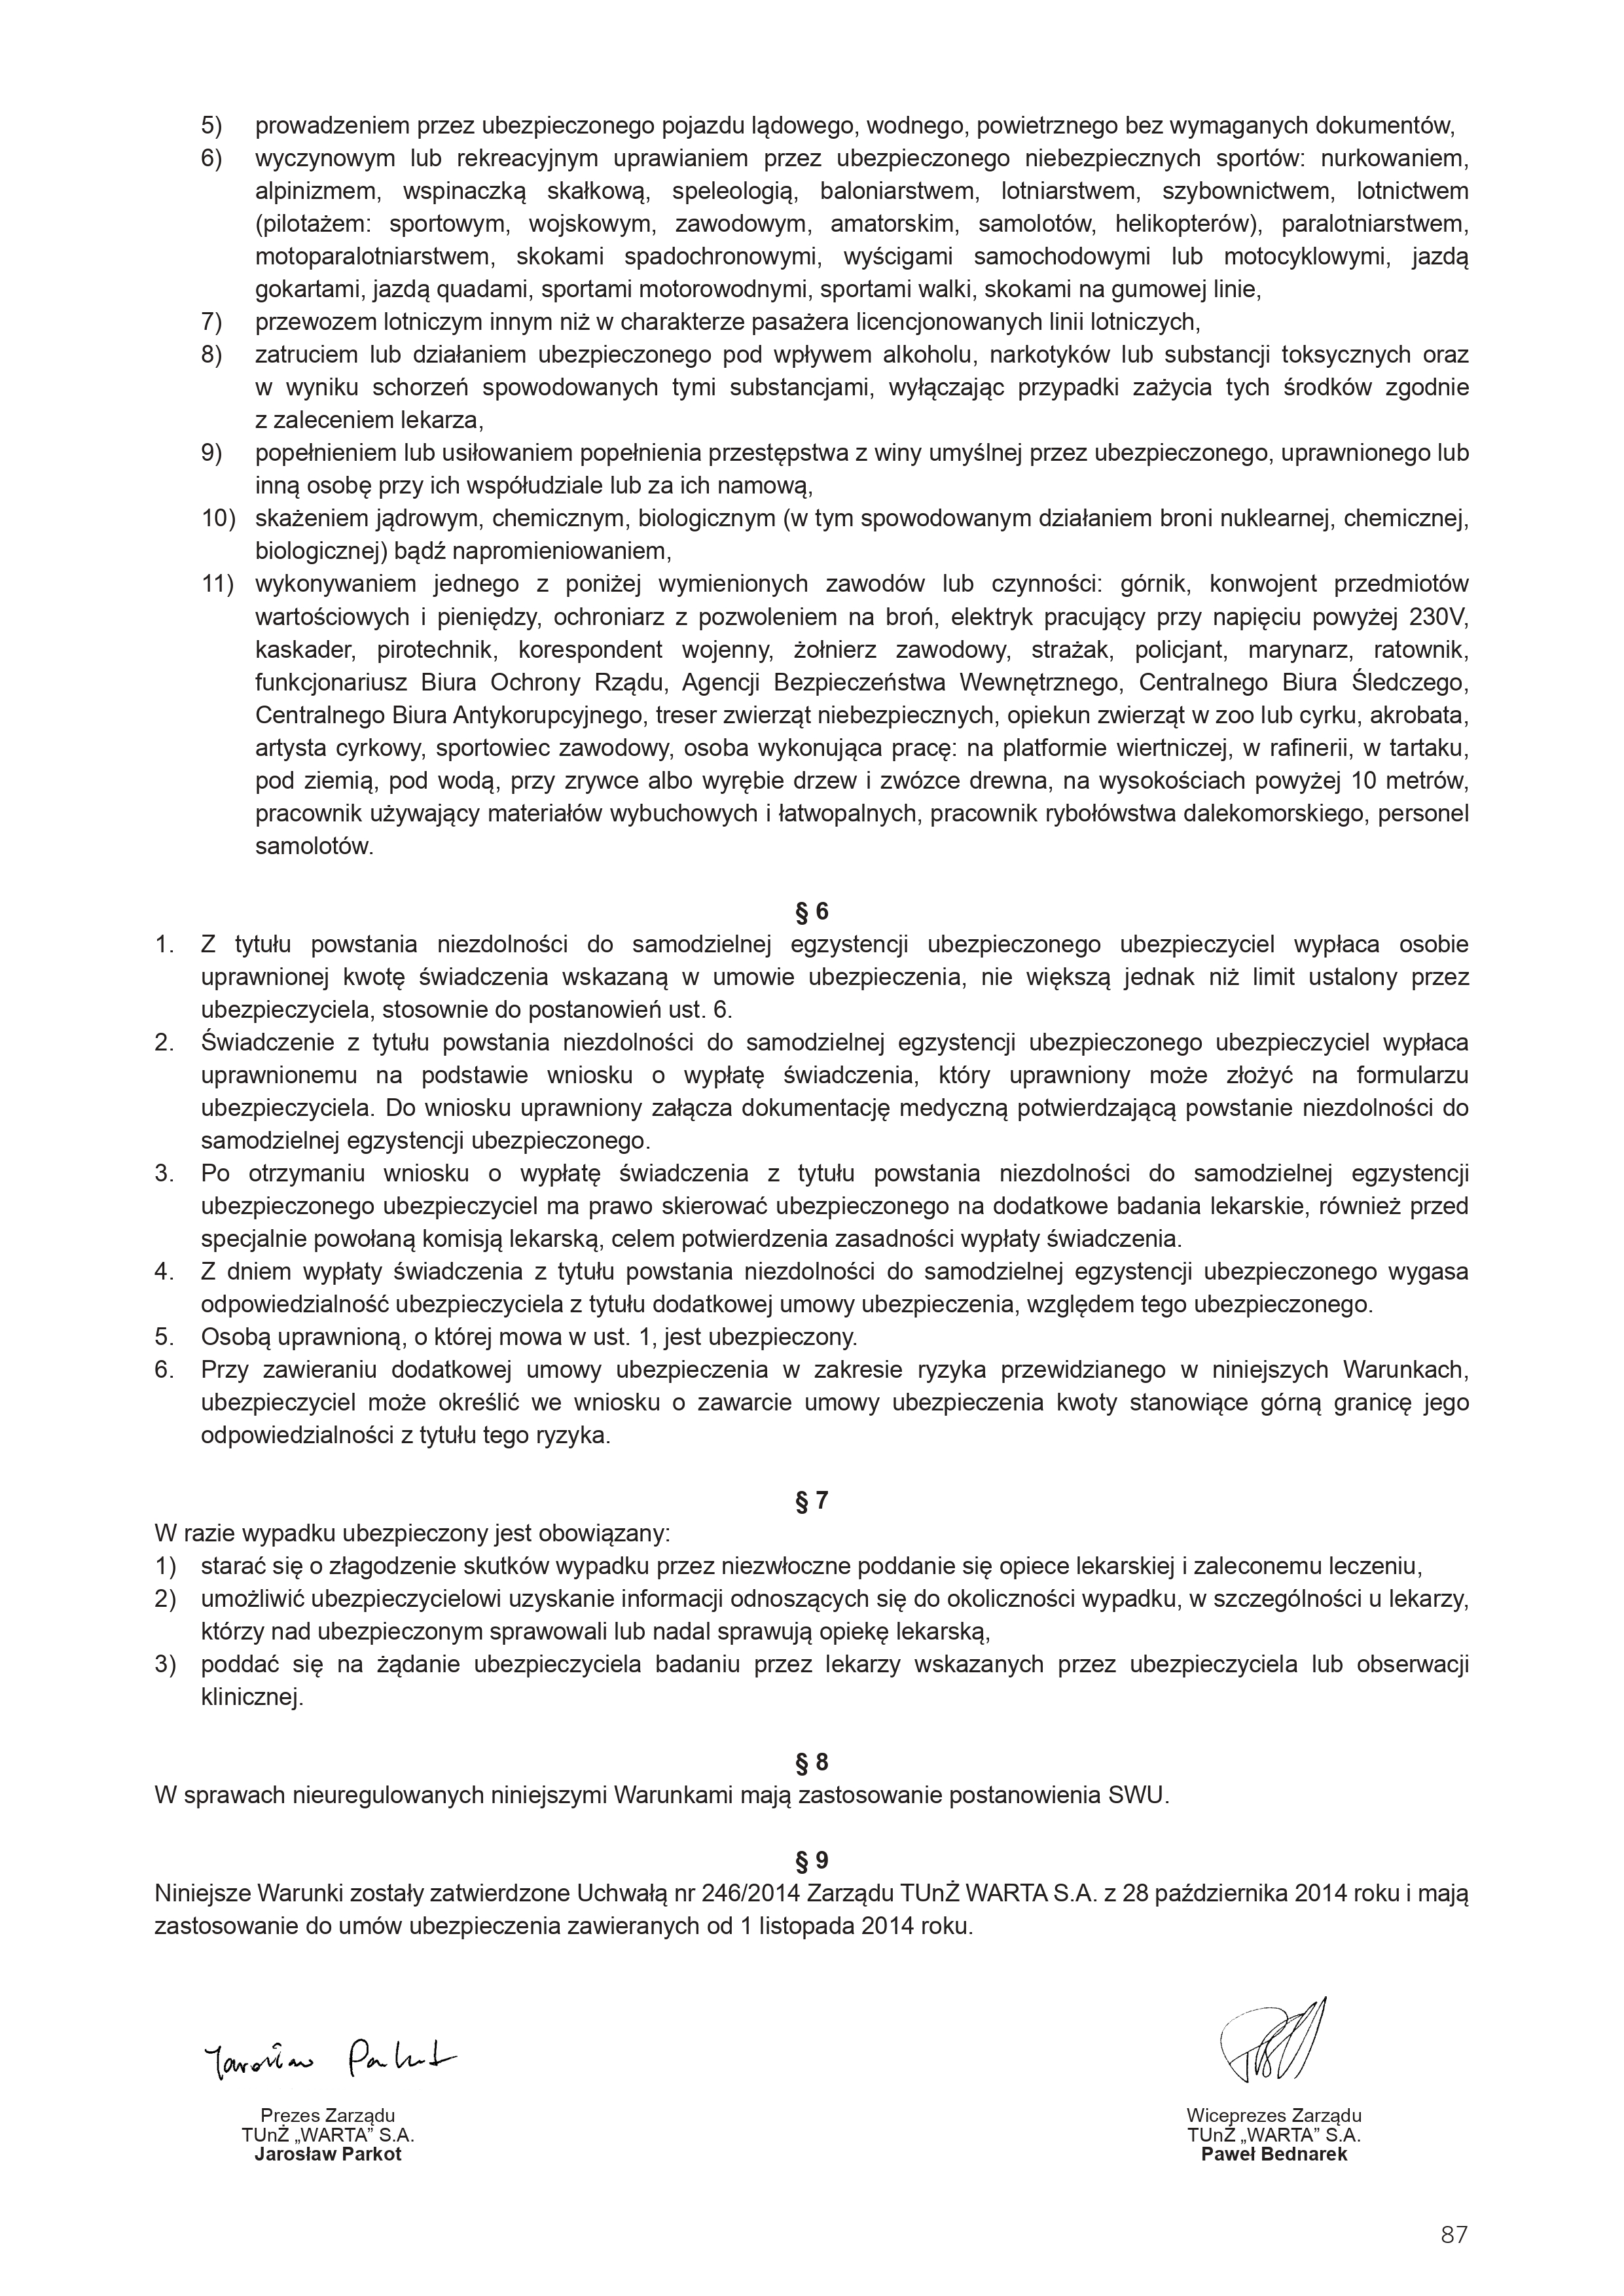 5) prowadzeniem przez ubezpieczonego pojazdu lądowego, wodnego, powietrznego bez wymaganych dokumentów,
6) wyczynowym lub rekreacyjnym uprawianiem przez ubezpieczonego niebezpiecznych sportów: nurkowaniem,
alpinizmem, wspinaczką skałkową, speleologią, baloniarstwem, lotniarstwem, szybownictwem, lotnictwem
(pilotażem: sportowym, wojskowym, zawodowym, amatorskim, samolotów, helikopterów), paralotniarstwem,
motoparalotniarstwem, skokami spadochronowymi, wyścigami samochodowymi lub motocyklowymi, jazdą
gokartami, jazdą quadami, sportami motorowodnymi, sportami walki, skokami na gumowej linie,
7) przewozem lotniczym innym niż w charakterze pasażera licencjonowanych linii lotniczych,
8) zatruciem lub działaniem ubezpieczonego pod wpływem alkoholu, narkotyków lub substancji toksycznych oraz
w wyniku schorzeń spowodowanych tymi substancjami, wyłączając przypadki zażycia tych środków zgodnie
z zaleceniem lekarza,
9) popełnieniem lub usiłowaniem popełnienia przestępstwa z winy umyślnej przez ubezpieczonego, uprawnionego lub
inną osobę przy ich współudziale lub za ich namową,
10) skażeniem jądrowym, chemicznym, biologicznym (w tym spowodowanym działaniem broni nuklearnej, chemicznej,
biologicznej) bądź napromieniowaniem,
11) wykonywaniem jednego z poniżej wymienionych zawodów lub czynności: górnik, konwojent przedmiotów
wartościowych i pieniędzy, ochroniarz z pozwoleniem na broń, elektryk pracujący przy napięciu powyżej 230V,
kaskader, pirotechnik, korespondent wojenny, żołnierz zawodowy, strażak, policjant, marynarz, ratownik,
funkcjonariusz Biura Ochrony Rządu, Agencji Bezpieczeństwa Wewnętrznego, Centralnego Biura Śledczego,
Centralnego Biura Antykorupcyjnego, treser zwierząt niebezpiecznych, opiekun zwierząt w zoo lub cyrku, akrobata,
artysta cyrkowy, sportowiec zawodowy, osoba wykonująca pracę: na platformie wiertniczej, w rafinerii, w tartaku,
pod ziemią, pod wodą, przy zrywce albo wyrębie drzew i zwózce drewna, na wysokościach powyżej 10 metrów,
pracownik używający materiałów wybuchowych i łatwopalnych, pracownik rybołówstwa dalekomorskiego, personel
samolotów.
§ 6
1. Z tytułu powstania niezdolności do samodzielnej egzystencji ubezpieczonego ubezpieczyciel wypłaca osobie
uprawnionej kwotę świadczenia wskazaną w umowie ubezpieczenia, nie większą jednak niż limit ustalony przez
ubezpieczyciela, stosownie do postanowień ust. 6.
2. Świadczenie z tytułu powstania niezdolności do samodzielnej egzystencji ubezpieczonego ubezpieczyciel wypłaca
uprawnionemu na podstawie wniosku o wypłatę świadczenia, który uprawniony może złożyć na formularzu
ubezpieczyciela. Do wniosku uprawniony załącza dokumentację medyczną potwierdzającą powstanie niezdolności do
samodzielnej egzystencji ubezpieczonego.
3. Po otrzymaniu wniosku o wypłatę świadczenia z tytułu powstania niezdolności do samodzielnej egzystencji
ubezpieczonego ubezpieczyciel ma prawo skierować ubezpieczonego na dodatkowe badania lekarskie, również przed
specjalnie powołaną komisją lekarską, celem potwierdzenia zasadności wypłaty świadczenia.
4. Z dniem wypłaty świadczenia z tytułu powstania niezdolności do samodzielnej egzystencji ubezpieczonego wygasa
odpowiedzialność ubezpieczyciela z tytułu dodatkowej umowy ubezpieczenia, względem tego ubezpieczonego.
5. Osobą uprawnioną, o której mowa w ust. 1, jest ubezpieczony.
6. Przy zawieraniu dodatkowej umowy ubezpieczenia w zakresie ryzyka przewidzianego w niniejszych Warunkach,
ubezpieczyciel może określić we wniosku o zawarcie umowy ubezpieczenia kwoty stanowiące górną granicę jego
odpowiedzialności z tytułu tego ryzyka.
§ 7
W razie wypadku ubezpieczony jest obowiązany:
1) starać się o złagodzenie skutków wypadku przez niezwłoczne poddanie się opiece lekarskiej i zaleconemu leczeniu,
2) umożliwić ubezpieczycielowi uzyskanie informacji odnoszących się do okoliczności wypadku, w szczególności u lekarzy,
którzy nad ubezpieczonym sprawowali lub nadal sprawują opiekę lekarską,
3) poddać się na żądanie ubezpieczyciela badaniu przez lekarzy wskazanych przez ubezpieczyciela lub obserwacji
klinicznej.
§ 8
W sprawach nieuregulowanych niniejszymi Warunkami mają zastosowanie postanowienia SWU.
§ 9
Niniejsze Warunki zostały zatwierdzone Uchwałą nr 246/2014 Zarządu TUnŻ WARTA S.A. z 28 października 2014 roku i mają
zastosowanie do umów ubezpieczenia zawieranych od 1 listopada 2014 roku.
Jarosław Parkot
Prezes Zarządu
TUnŻ „WARTA” S.A.
Jarosław Parkot
Wiceprezes Zarządu
TUnŻ „WARTA” S.A.
Paweł Bednarek
87